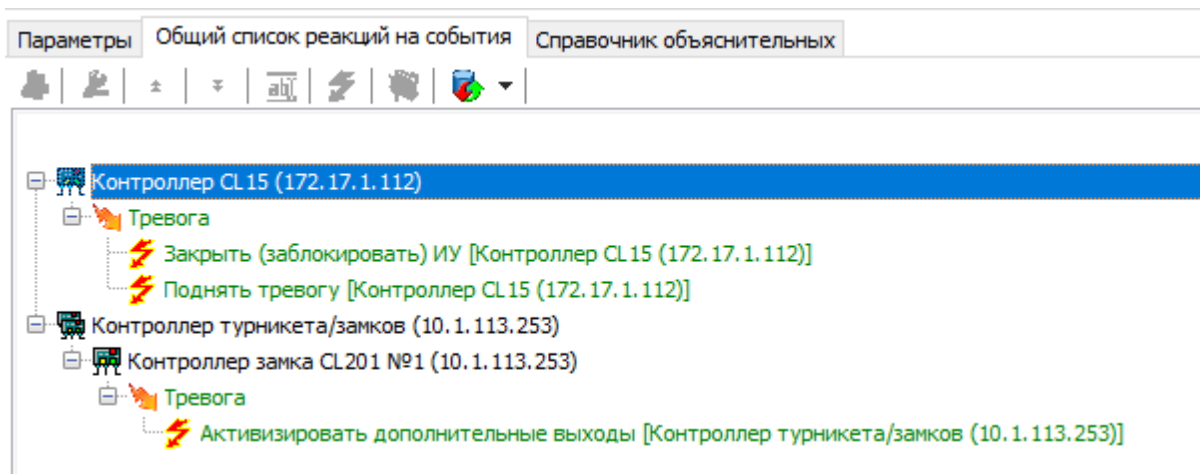 Параметры Общий список реакций на события Справочник объяснительных
ab
Контроллер CL15 (172.17.1.112)
Тревога
Закрыть (заблокировать) ИУ [Контроллер CL15 (172.17.1.112)]
Поднять тревогу [Контроллер CL15 (172.17.1.112)]
Контроллер турникета/замков (10.1.113.253)
Контроллер замка CL201 №1 (10.1.113.253)
Тревога
Активизировать дополнительные выходы [Контроллер турникета/замков (10.1.113.253)]